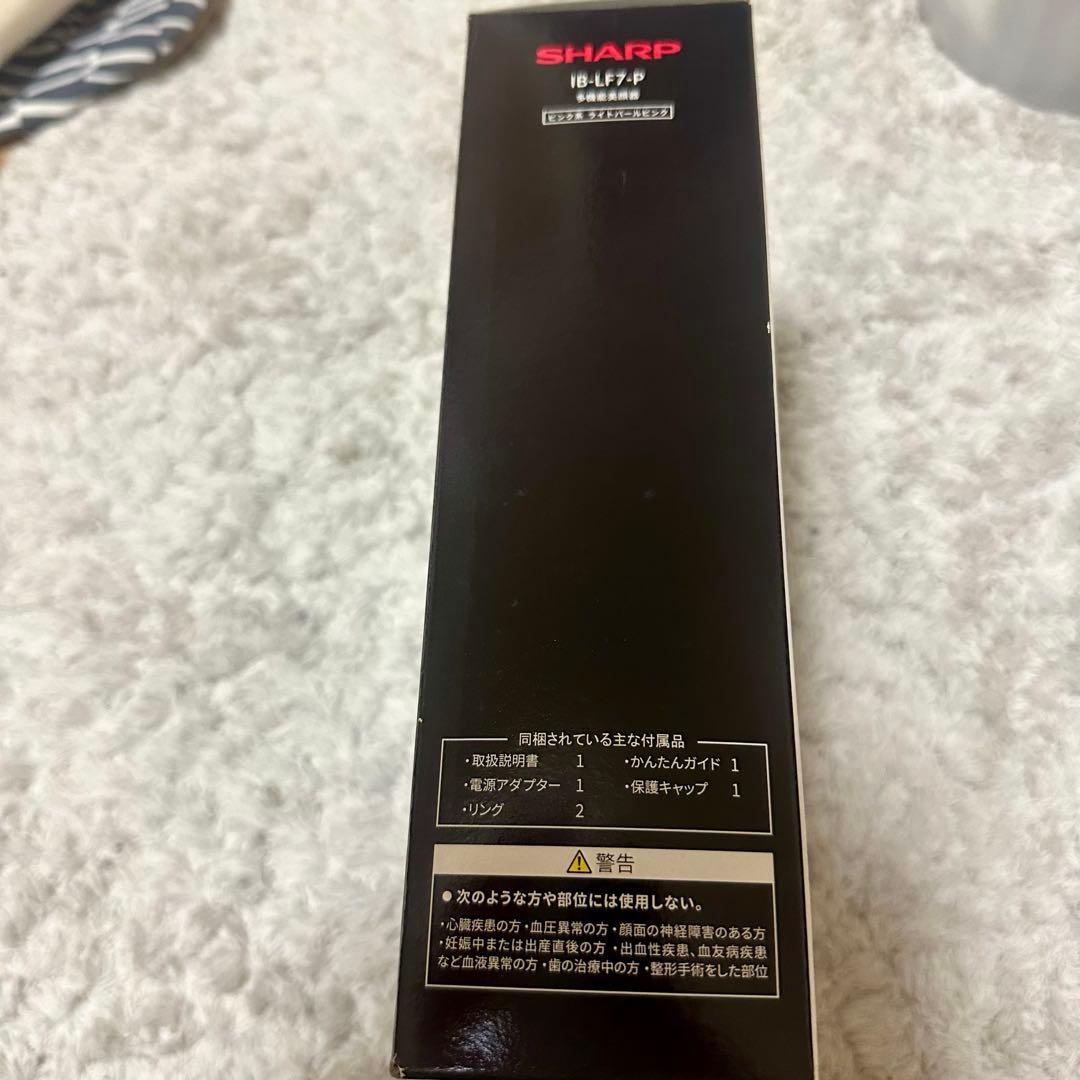 SHARP
IB-LF7-P
多機能美顔器
ピンク系 ライトパールピンク
同梱されている主な付属品
・取扱説明書 1 ・かんたんガイド 1
・電源アダプター 1 ・保護キャップ 1
・リング 2
警告
● 次のような方や部位には使用しない。
・心臓疾患の方・血圧異常の方・顔面の神経障害のある方
・妊娠中または出産直後の方 ・出血性疾患、血友病疾患
など血液異常の方 ・歯の治療中の方 ・整形手術をした部位